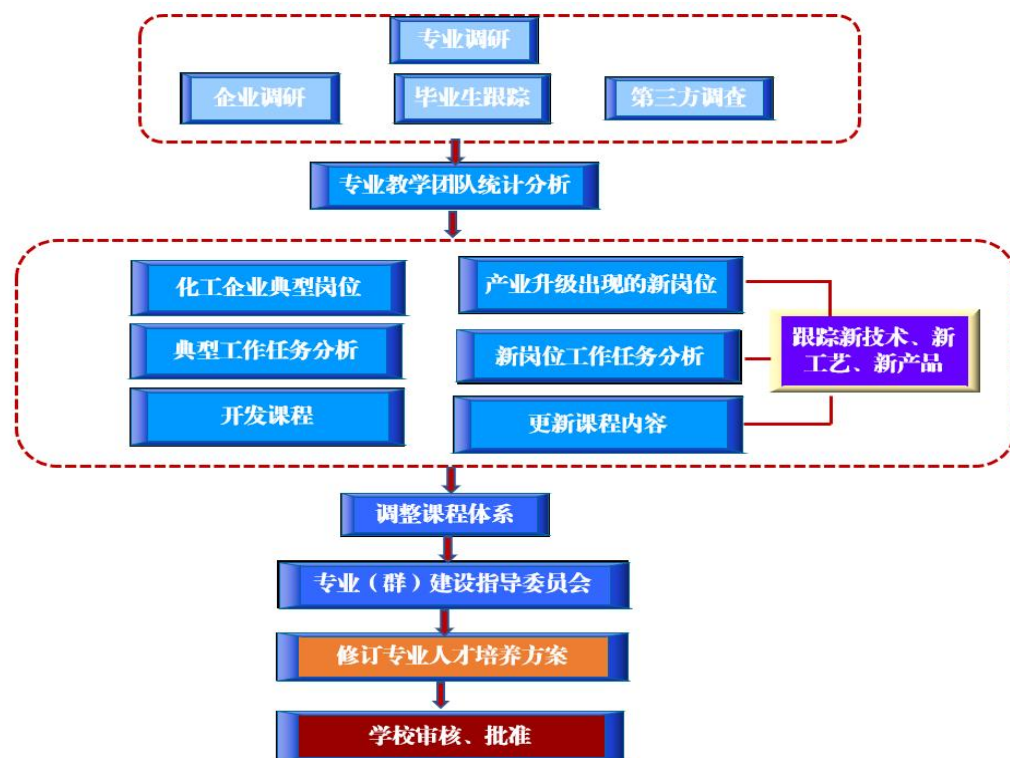 专业调研
企业调研
毕业生跟踪
第三方调查
专业教学团队统计分析
化工企业典型岗位
产业升级出现的新岗位
典型工作任务分析
新岗位工作任务分析
跟踪新技术、新
工艺、新产品
开发课程
更新课程内容
调整课程体系
专业（群）建设指导委员会
修订专业人才培养方案
学校审核、批准